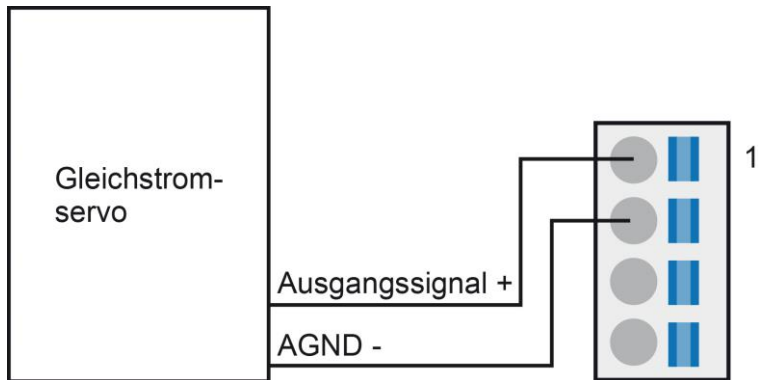 Gleichstrom-
servo
1
Ausgangssignal +
AGND -